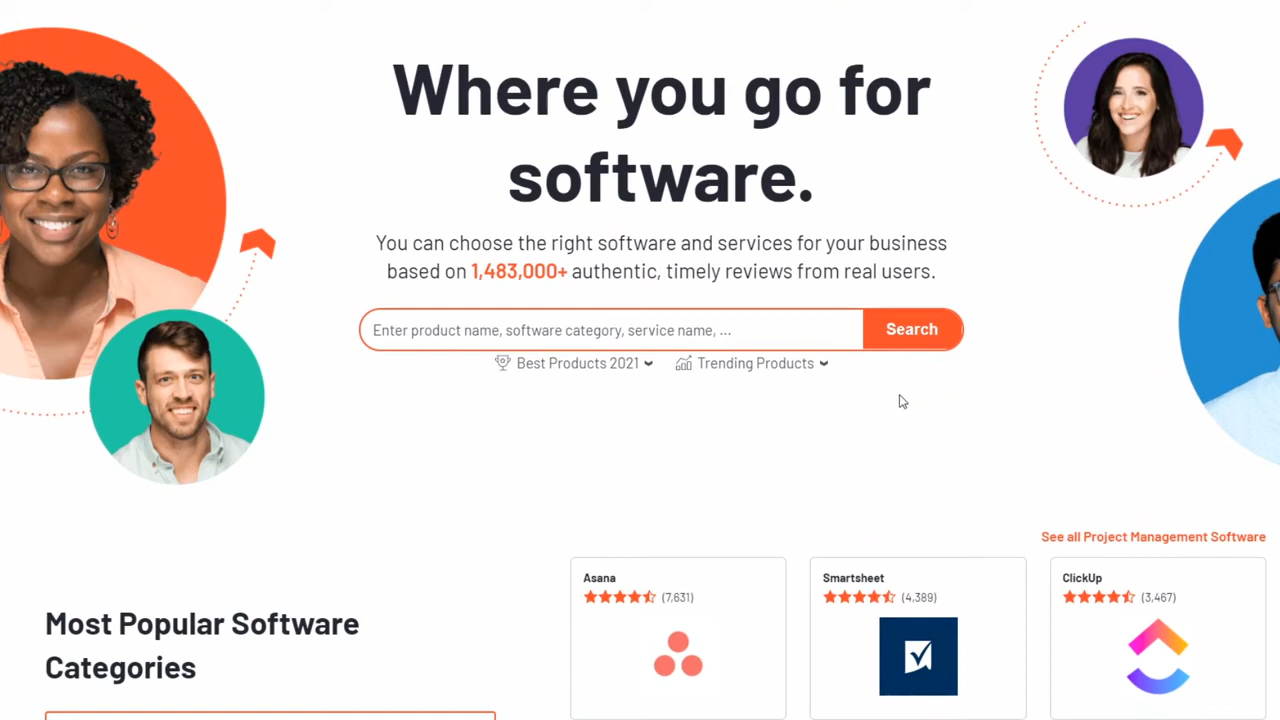 Where you go for
software.
You can choose the right software and services for your business
based on 1,483,000+ authentic, timely reviews from real users.
Enter product name, software category, service name, ...
Search
Best Products 2021
Trending Products
See all Project Management Software
Most Popular Software
Categories
Asana
(7,631)
Smartsheet
(4,389)
ClickUp
(3,467)